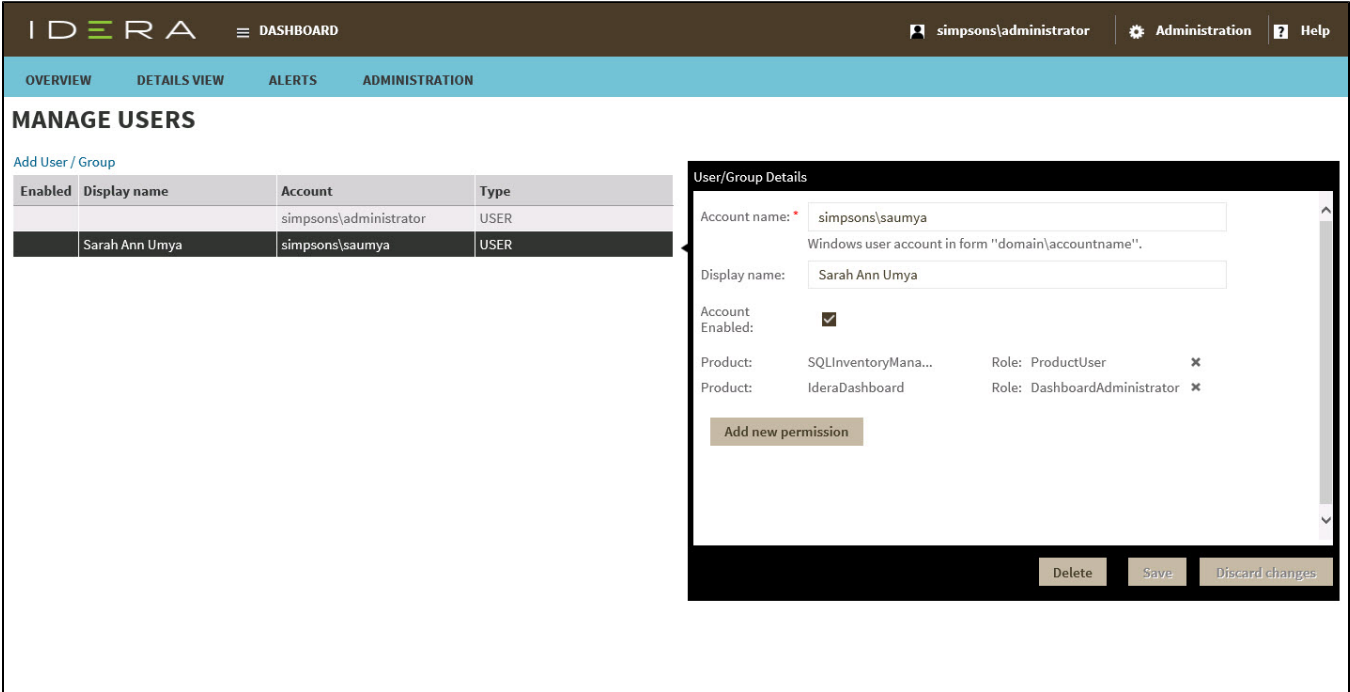 IDERA
DASHBOARD
simpsons\administrator
Administration
? Help
OVERVIEW DETAILS VIEW ALERTS ADMINISTRATION
MANAGE USERS
Add User / Group
Enabled Display name Account Type
simpsons\administrator USER
Sarah Ann Umya simpsons\saumya USER
User/Group Details
Account name: * simpsons\saumya
Windows user account in form "domain\accountname".
Display name: Sarah Ann Umya
Account
Enabled:
Product: SQLInventoryMana... Role: ProductUser
Product: IderaDashboard Role: DashboardAdministrator
Add new permission
Delete Save Discard changes